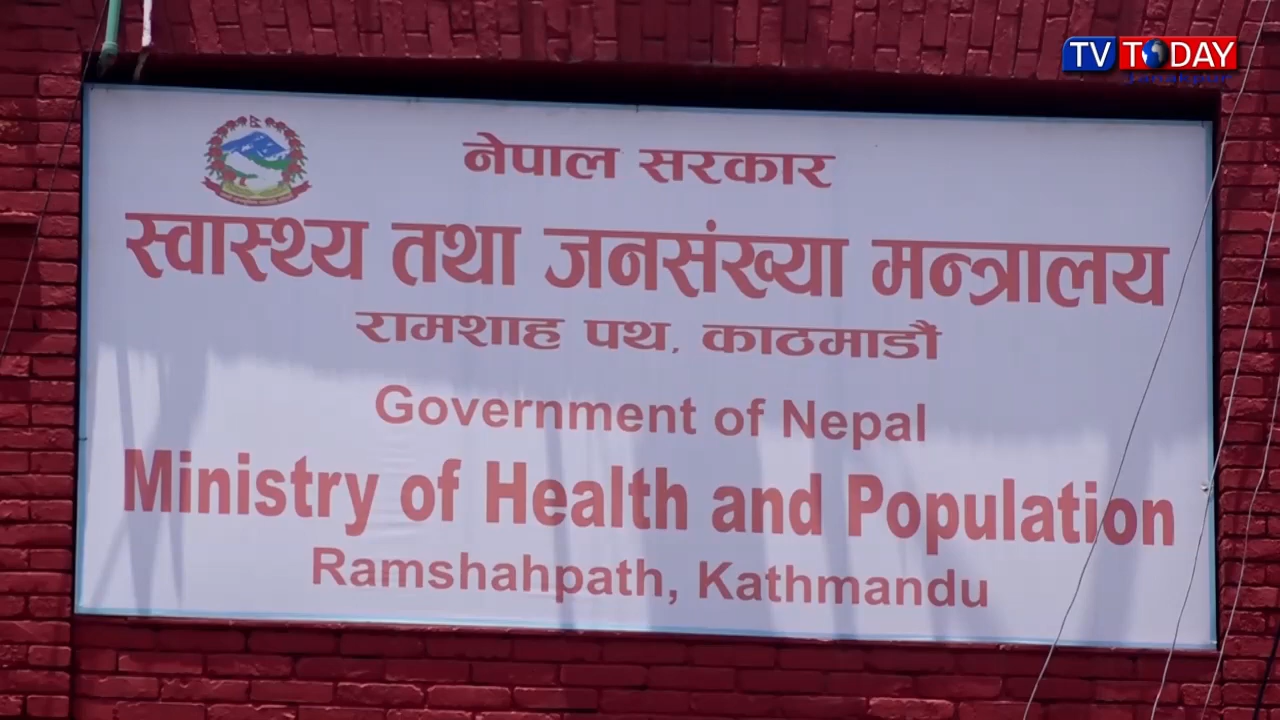 TV TODAY
नेपाल सरकार
स्वास्थ्य तथा जनसंख्या मन्त्रालय
रामशाह पथ, काठमाडौं
Government of Nepal
Ministry of Health and Population
Ramshahpath, Kathmandu